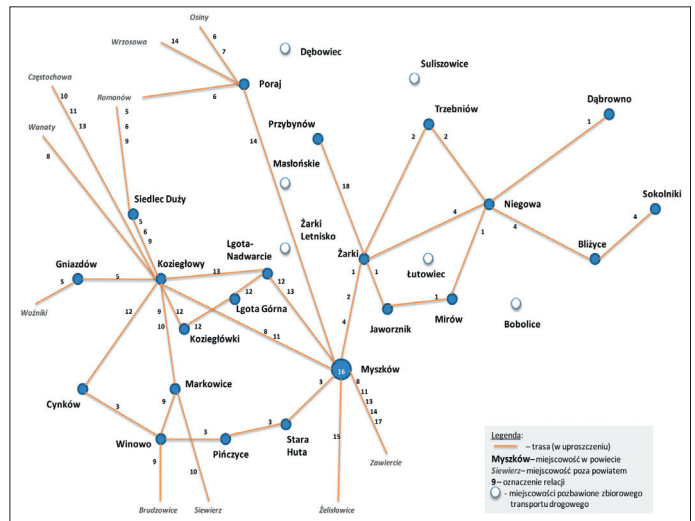 Osiny
6
Wrzosowa
14
7
Dębowiec
Suliszowice
Częstochowa
10
11
13
Romanów
5
6
9
6
Poraj
Trzebniów
Dąbrowno
1
Przybynów
Wanaty
8
14
2
2
Masłońskie
18
Siedlec Duży
5
6
9
Niegowa
Sokolniki
4
4
4
1
Żarki
Letnisko
Lgota-
Nadwarcie
Gniazdów
5
5
Koziegłowy
13
12
13
Żarki
1
1
Łutowiec
Bliżyce
Woźniki
12
9
10
12
12
12
Lgota Górna
Koziegłówki
8
11
2
4
1
Jaworznik
Mirów
Bobolice
Cynków
3
Markowice
9
3
16
Myszków
8
11
13
14
17
3
3
Winowo
Pińczyce
Stara
Huta
15
9
10
Zawiercie
Brudzowice
Siewierz
Żelisłowice
Legenda:
– trasa (w uproszczeniu)
Myszków– miejscowość w powiecie
Siewierz– miejscowość poza powiatem
9 – oznaczenie relacji
- miejscowości pozbawione zbiorowego
transportu drogowego